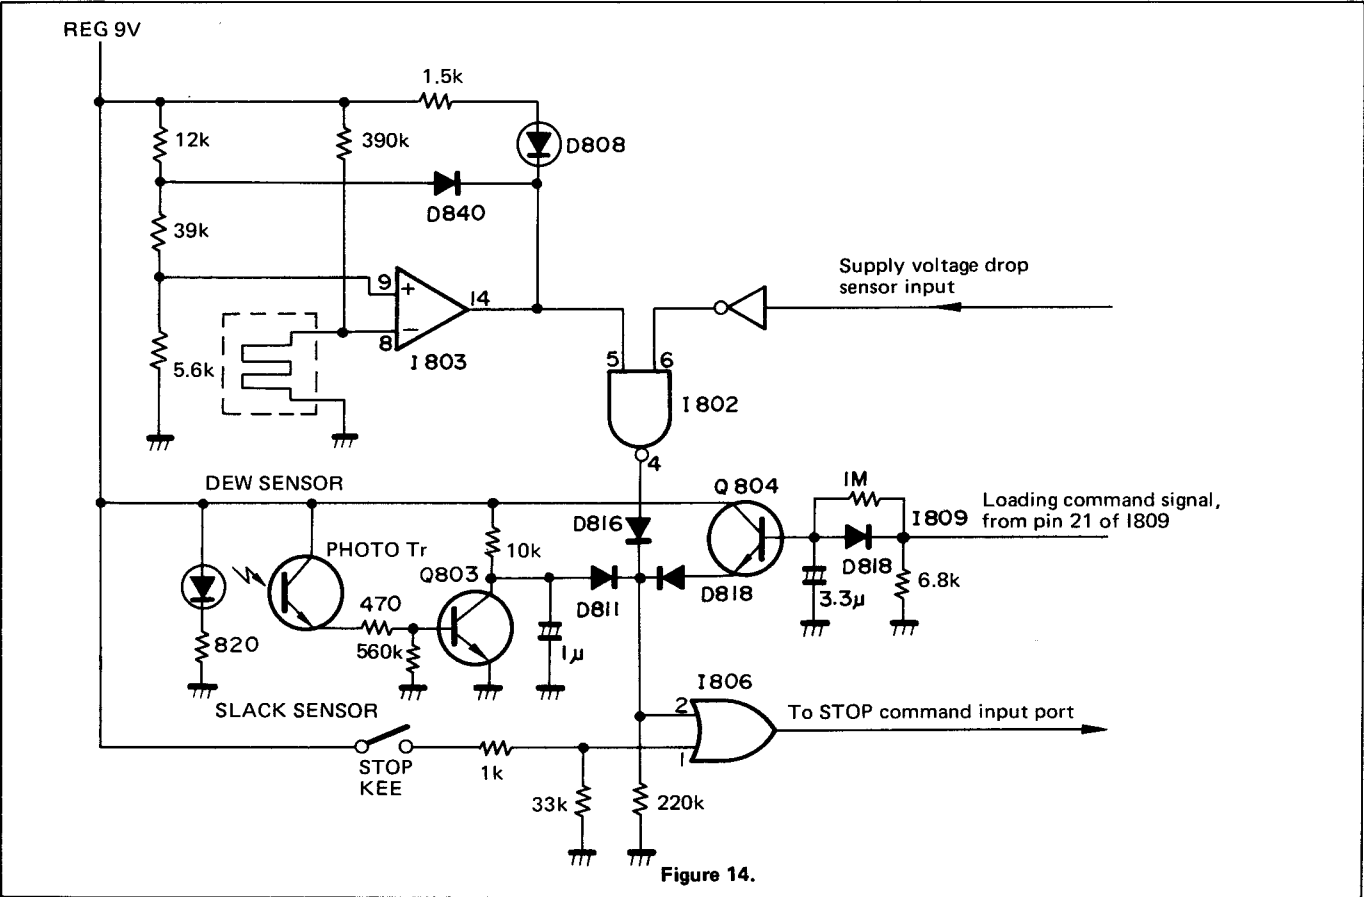 REG 9V
1.5k
12k
390k
D808
D840
39k
Supply voltage drop
sensor input
9
+
14
−
8
I803
5.6k
5
6
I802
4
DEW SENSOR
Q804
1M
I809
Loading command signal,
from pin 21 of I809
D816
PHOTO Tr
10k
Q803
D818
6.8k
470
D811
D818
3.3μ
820
560k
1μ
I806
SLACK SENSOR
2
To STOP command input port
STOP
KEE
1k
1
33k
220k
Figure 14.